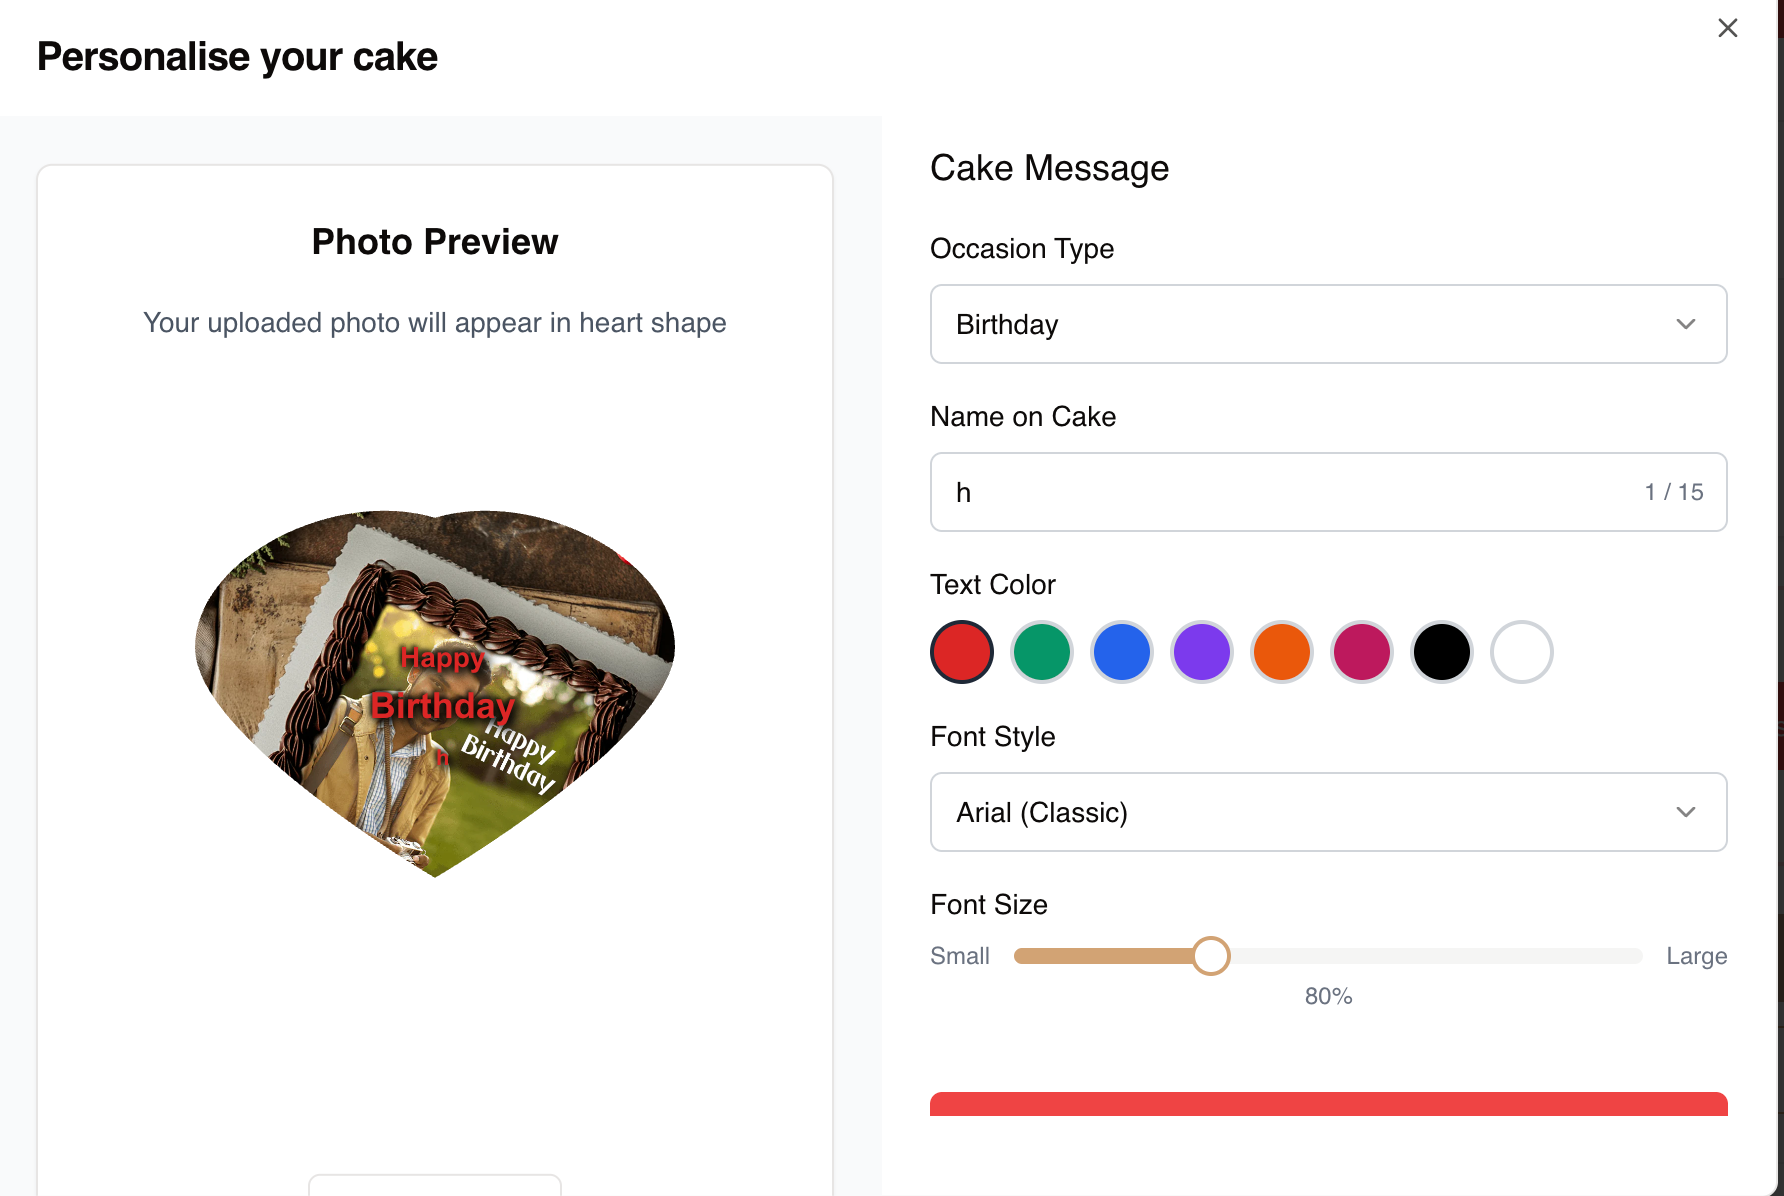 Personalise your cake
Photo Preview
Your uploaded photo will appear in heart shape
Happy
Birthday
h
Happy
Birthday
Cake Message
Occasion Type
Birthday
Name on Cake
h
1 / 15
Text Color
Font Style
Arial (Classic)
Font Size
Small
Large
80%